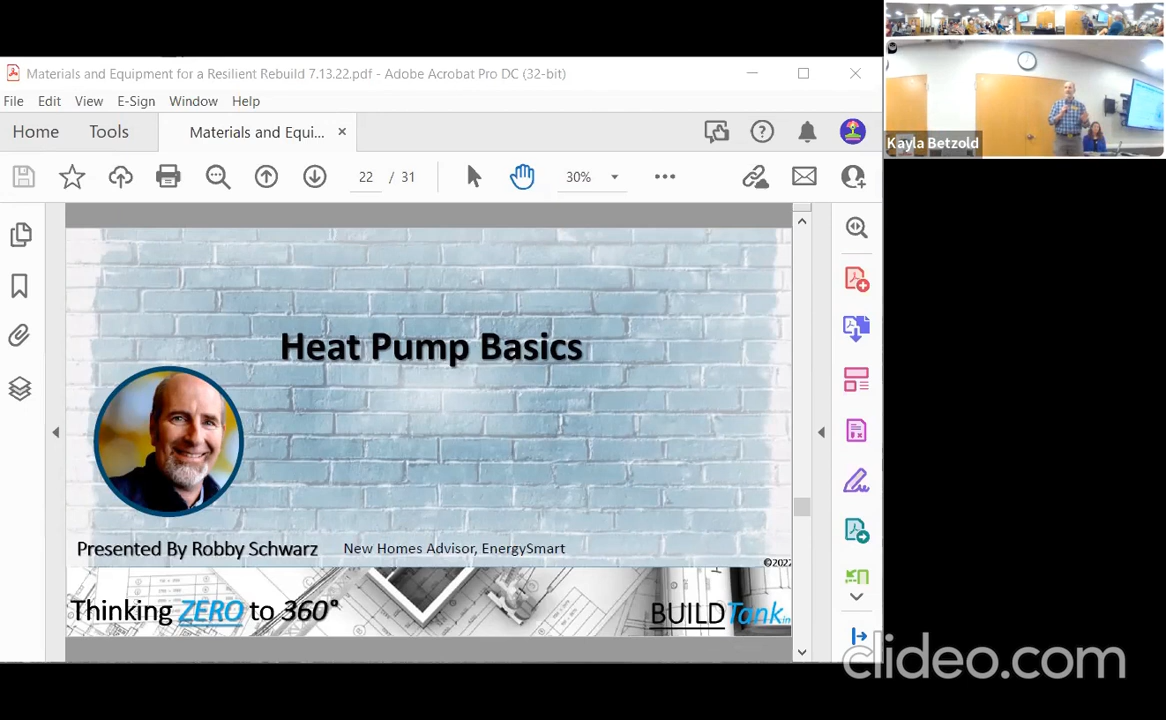 Materials and Equipment for a Resilient Rebuild 7.13.22.pdf - Adobe Acrobat Pro DC (32-bit)
File Edit View E-Sign Window Help
Home Tools Materials and Equi... ×
22 / 31 30%
Kayla Betzold
Heat Pump Basics
Presented By Robby Schwarz New Homes Advisor, EnergySmart
©2022
Thinking ZERO to 360°
BUILDTank in
clideo.com